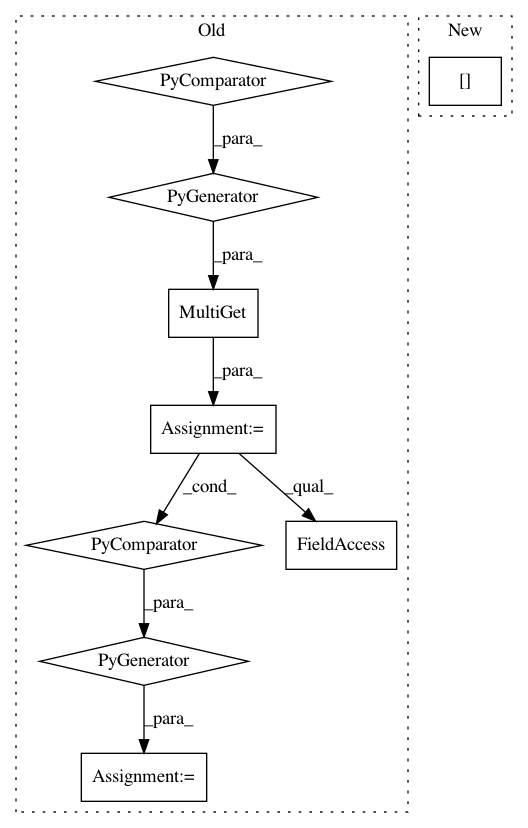 Old
New
PyComparator
[]
_para_
PyGenerator
_para_
MultiGet
_para_
Assignment:=
_cond_
_qual_
PyComparator
FieldAccess
_para_
PyGenerator
_para_
Assignment:=